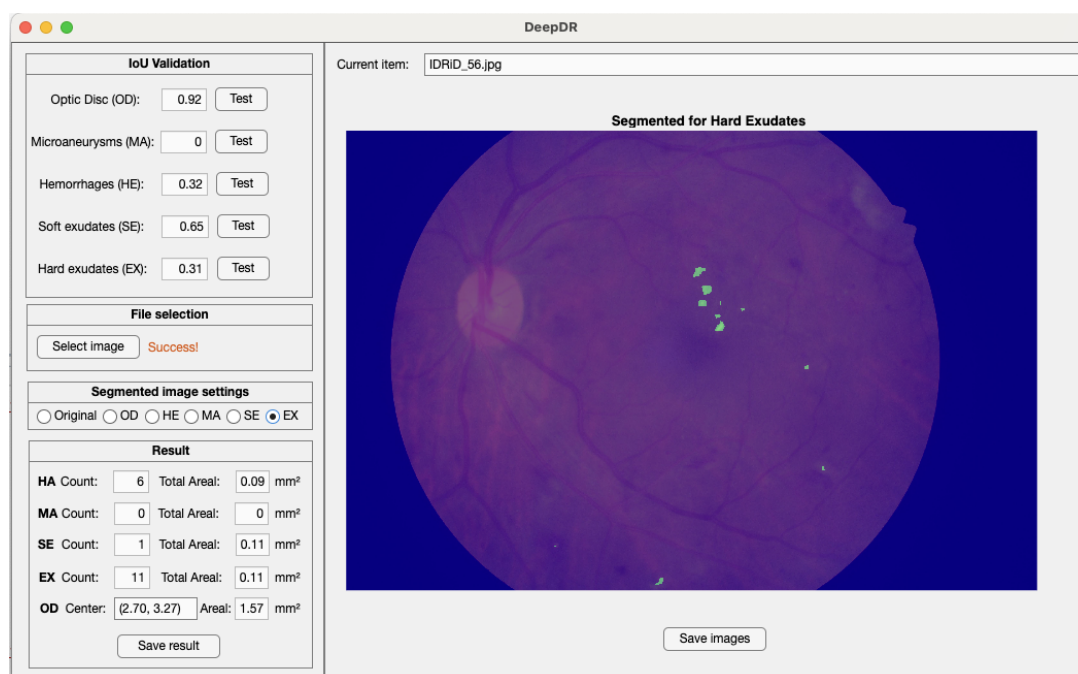 DeepDR
IoU Validation
Optic Disc (OD): 0.92 Test
Microaneurysms (MA): 0 Test
Hemorrhages (HE): 0.32 Test
Soft exudates (SE): 0.65 Test
Hard exudates (EX): 0.31 Test
File selection
Select image Success!
Segmented image settings
Original OD HE MA SE EX
Result
HA Count: 6 Total Areal: 0.09 mm²
MA Count: 0 Total Areal: 0 mm²
SE Count: 1 Total Areal: 0.11 mm²
EX Count: 11 Total Areal: 0.11 mm²
OD Center: (2.70, 3.27) Areal: 1.57 mm²
Save result
Current item: IDRiD_56.jpg
Segmented for Hard Exudates
Save images